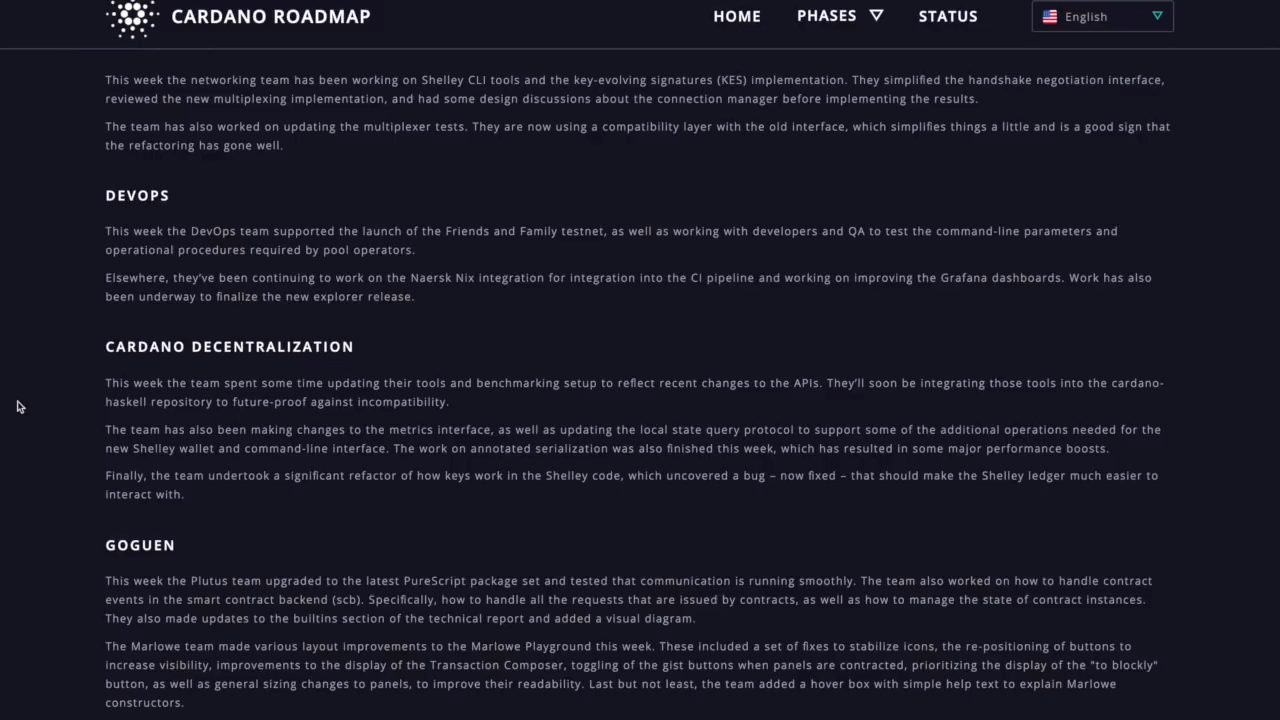 CARDANO ROADMAP
HOME
PHASES
STATUS
English
This week the networking team has been working on Shelley CLI tools and the key-evolving signatures (KES) implementation. They simplified the handshake negotiation interface,
reviewed the new multiplexing implementation, and had some design discussions about the connection manager before implementing the results.
The team has also worked on updating the multiplexer tests. They are now using a compatibility layer with the old interface, which simplifies things a little and is a good sign that
the refactoring has gone well.
DEVOPS
This week the DevOps team supported the launch of the Friends and Family testnet, as well as working with developers and QA to test the command-line parameters and
operational procedures required by pool operators.
Elsewhere, they've been continuing to work on the Naersk Nix integration for integration into the CI pipeline and working on improving the Grafana dashboards. Work has also
been underway to finalize the new explorer release.
CARDANO DECENTRALIZATION
This week the team spent some time updating their tools and benchmarking setup to reflect recent changes to the APIs. They'll soon be integrating those tools into the cardano-
haskell repository to future-proof against incompatibility.
The team has also been making changes to the metrics interface, as well as updating the local state query protocol to support some of the additional operations needed for the
new Shelley wallet and command-line interface. The work on annotated serialization was also finished this week, which has resulted in some major performance boosts.
Finally, the team undertook a significant refactor of how keys work in the Shelley code, which uncovered a bug – now fixed – that should make the Shelley ledger much easier to
interact with.
GOGUEN
This week the Plutus team upgraded to the latest PureScript package set and tested that communication is running smoothly. The team also worked on how to handle contract
events in the smart contract backend (scb). Specifically, how to handle all the requests that are issued by contracts, as well as how to manage the state of contract instances.
They also made updates to the builtins section of the technical report and added a visual diagram.
The Marlowe team made various layout improvements to the Marlowe Playground this week. These included a set of fixes to stabilize icons, the re-positioning of buttons to
increase visibility, improvements to the display of the Transaction Composer, toggling of the gist buttons when panels are contracted, prioritizing the display of the "to blockly"
button, as well as general sizing changes to panels, to improve their readability. Last but not least, the team added a hover box with simple help text to explain Marlowe
constructors.